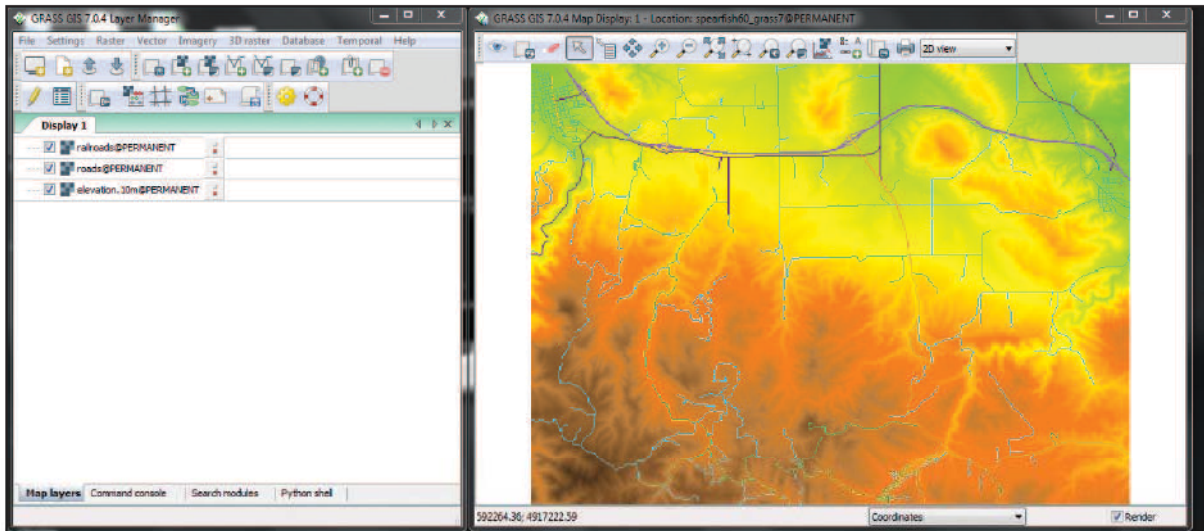 GRASS GIS 7.0.4 Layer Manager
File Settings Raster Vector Imagery 3D raster Database Temporal Help
Display 1
railroads@PERMANENT
roads@PERMANENT
elevation.10m@PERMANENT
Map layers Command console Search modules Python shell
GRASS GIS 7.0.4 Map Display: 1 - Location: spearfish60_grass7@PERMANENT
2D view
592264.36; 4917222.59
Coordinates
Render